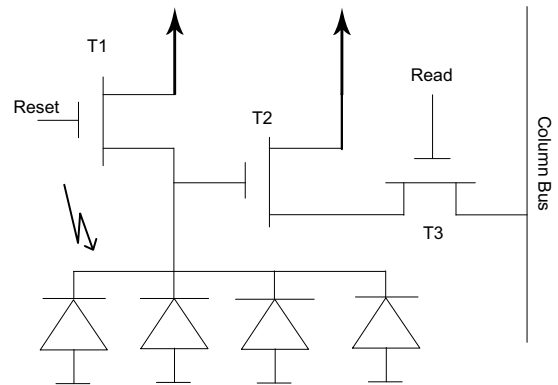 T1
Reset
T2
Read
T3
Column Bus